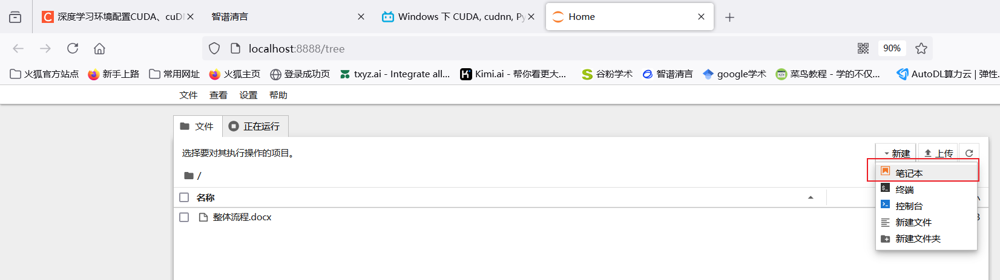 深度学习环境配置CUDA、cuDN
智谱清言
Windows 下 CUDA, cudnn, Py
Home
localhost:8888/tree
90%
火狐官方站点 新手上路 常用网址 火狐主页 登录成功页 txyz.ai - Integrate all... Kimi.ai - 帮你看更大... 谷粉学术 智谱清言 google学术 菜鸟教程 - 学的不仅... AutoDL算力云 | 弹性.
文件 查看 设置 帮助
文件 正在运行
选择要对其执行操作的项目。
新建 上传
/
笔记本
名称
终端
控制台
整体流程.docx
新建文件
新建文件夹